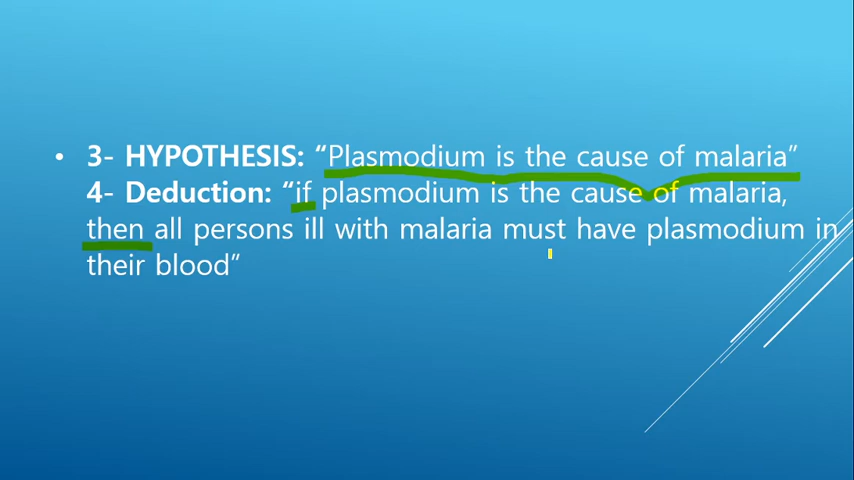 • 3- HYPOTHESIS: “Plasmodium is the cause of malaria”
4- Deduction: “if plasmodium is the cause of malaria,
then all persons ill with malaria must have plasmodium in
their blood”